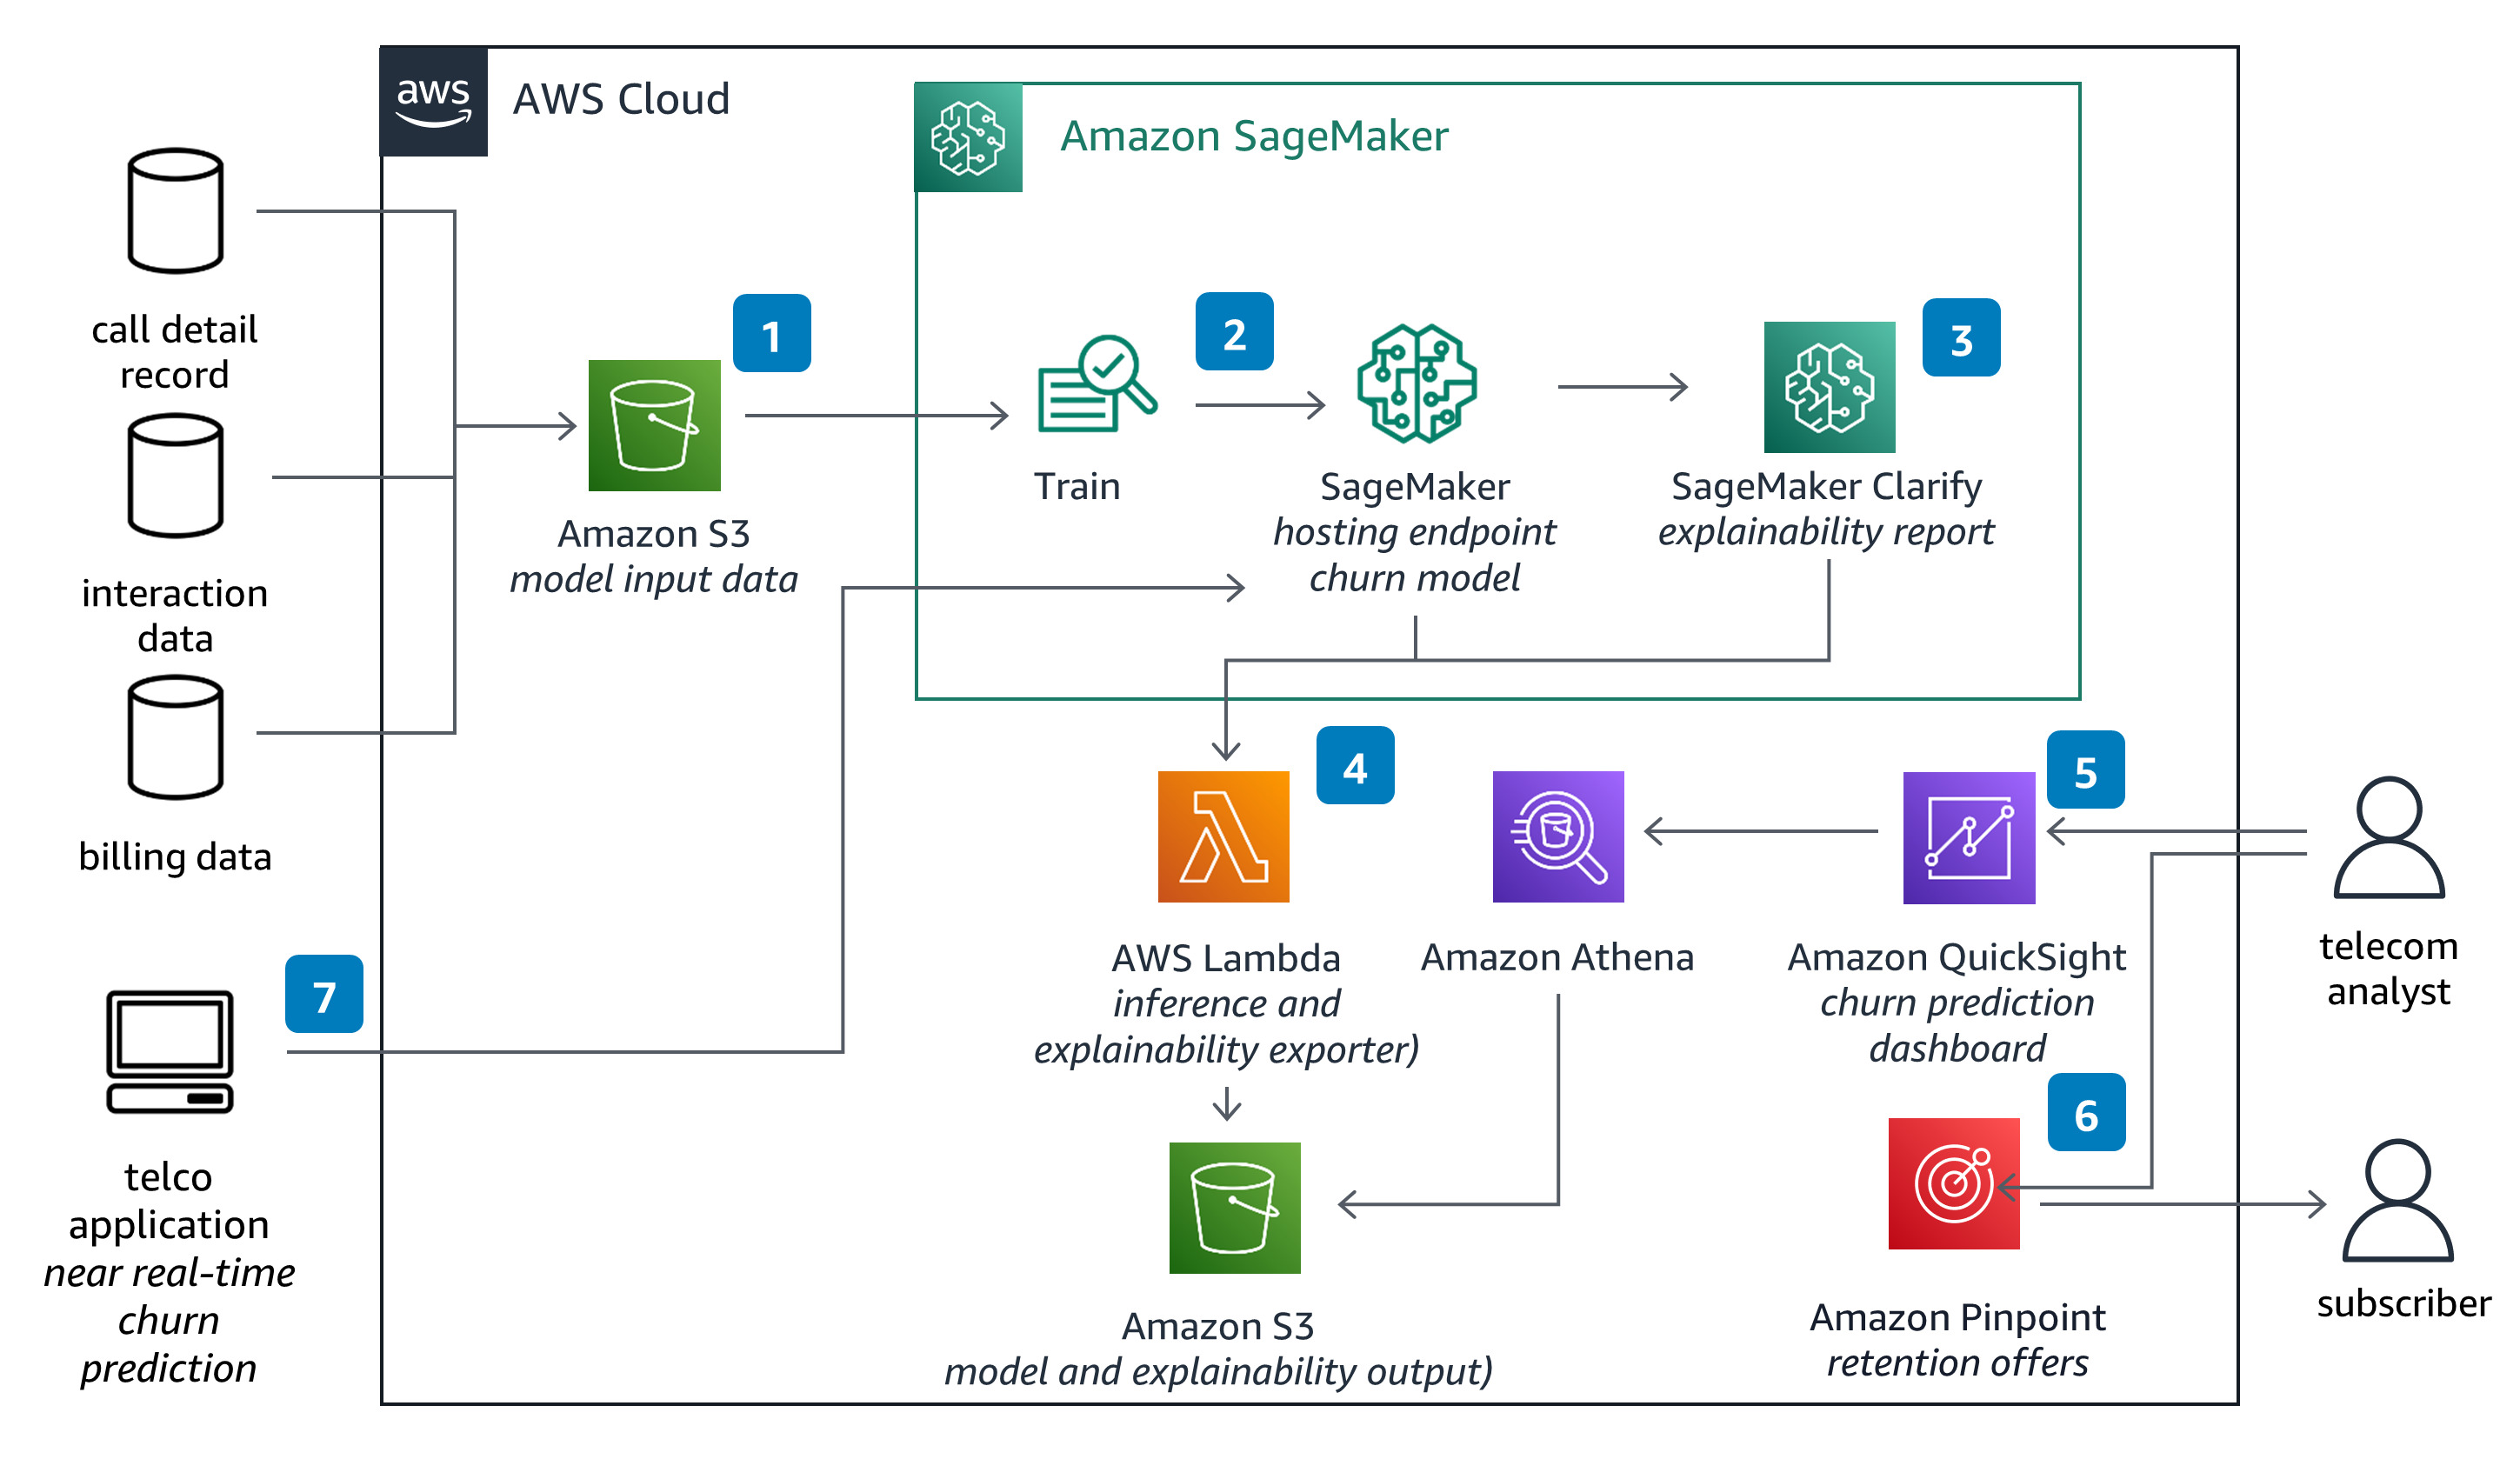 aws
AWS Cloud
Amazon SageMaker
call detail
record
interaction
data
billing data
1
Amazon S3
model input data
Train
2
SageMaker
hosting endpoint
churn model
3
SageMaker Clarify
explainability report
4
AWS Lambda
inference and
explainability exporter)
Amazon Athena
5
Amazon QuickSight
churn prediction
dashboard
telecom
analyst
7
telco
application
near real-time
churn
prediction
Amazon S3
model and explainability output)
6
Amazon Pinpoint
retention offers
subscriber